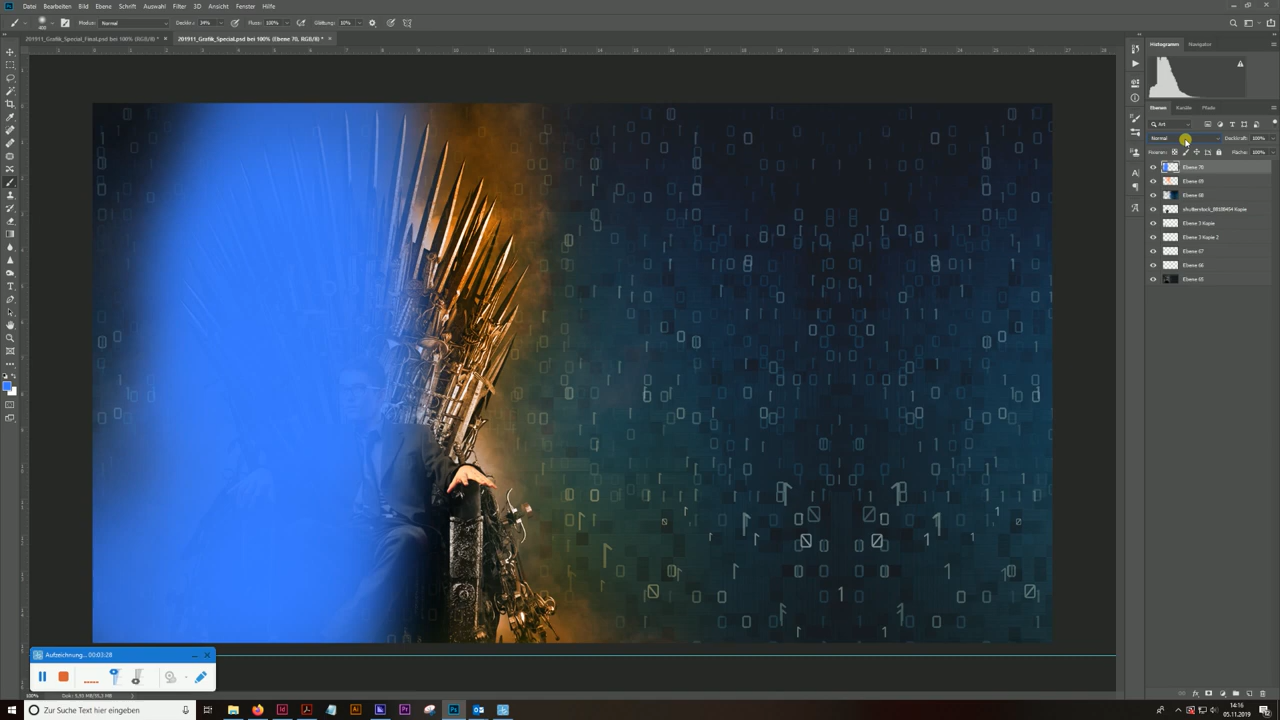 Datei Bearbeiten Bild Ebene Schrift Auswahl Filter 3D Ansicht Fenster Hilfe
Modus: Normal Deckkr.: 34% Fluss: 100% Glättung: 10%
201911_Grafik_Special_Final.psd bei 100% (RGB/8) * ×
201911_Grafik_Special.psd bei 100% (Ebene 70, RGB/8) * ×
Histogramm Navigator
Ebenen Kanäle Pfade
Art
Normal Deckkraft: 100%
Fixieren: Fläche: 100%
Ebene 70
Ebene 69
Ebene 68
Ebene 3 Kopie
Ebene 3 Kopie 2
Ebene 67
Ebene 66
Ebene 65
Aufzeichnung... 00:03:28
100%
Zur Suche Text hier eingeben
14:16
05.11.2019